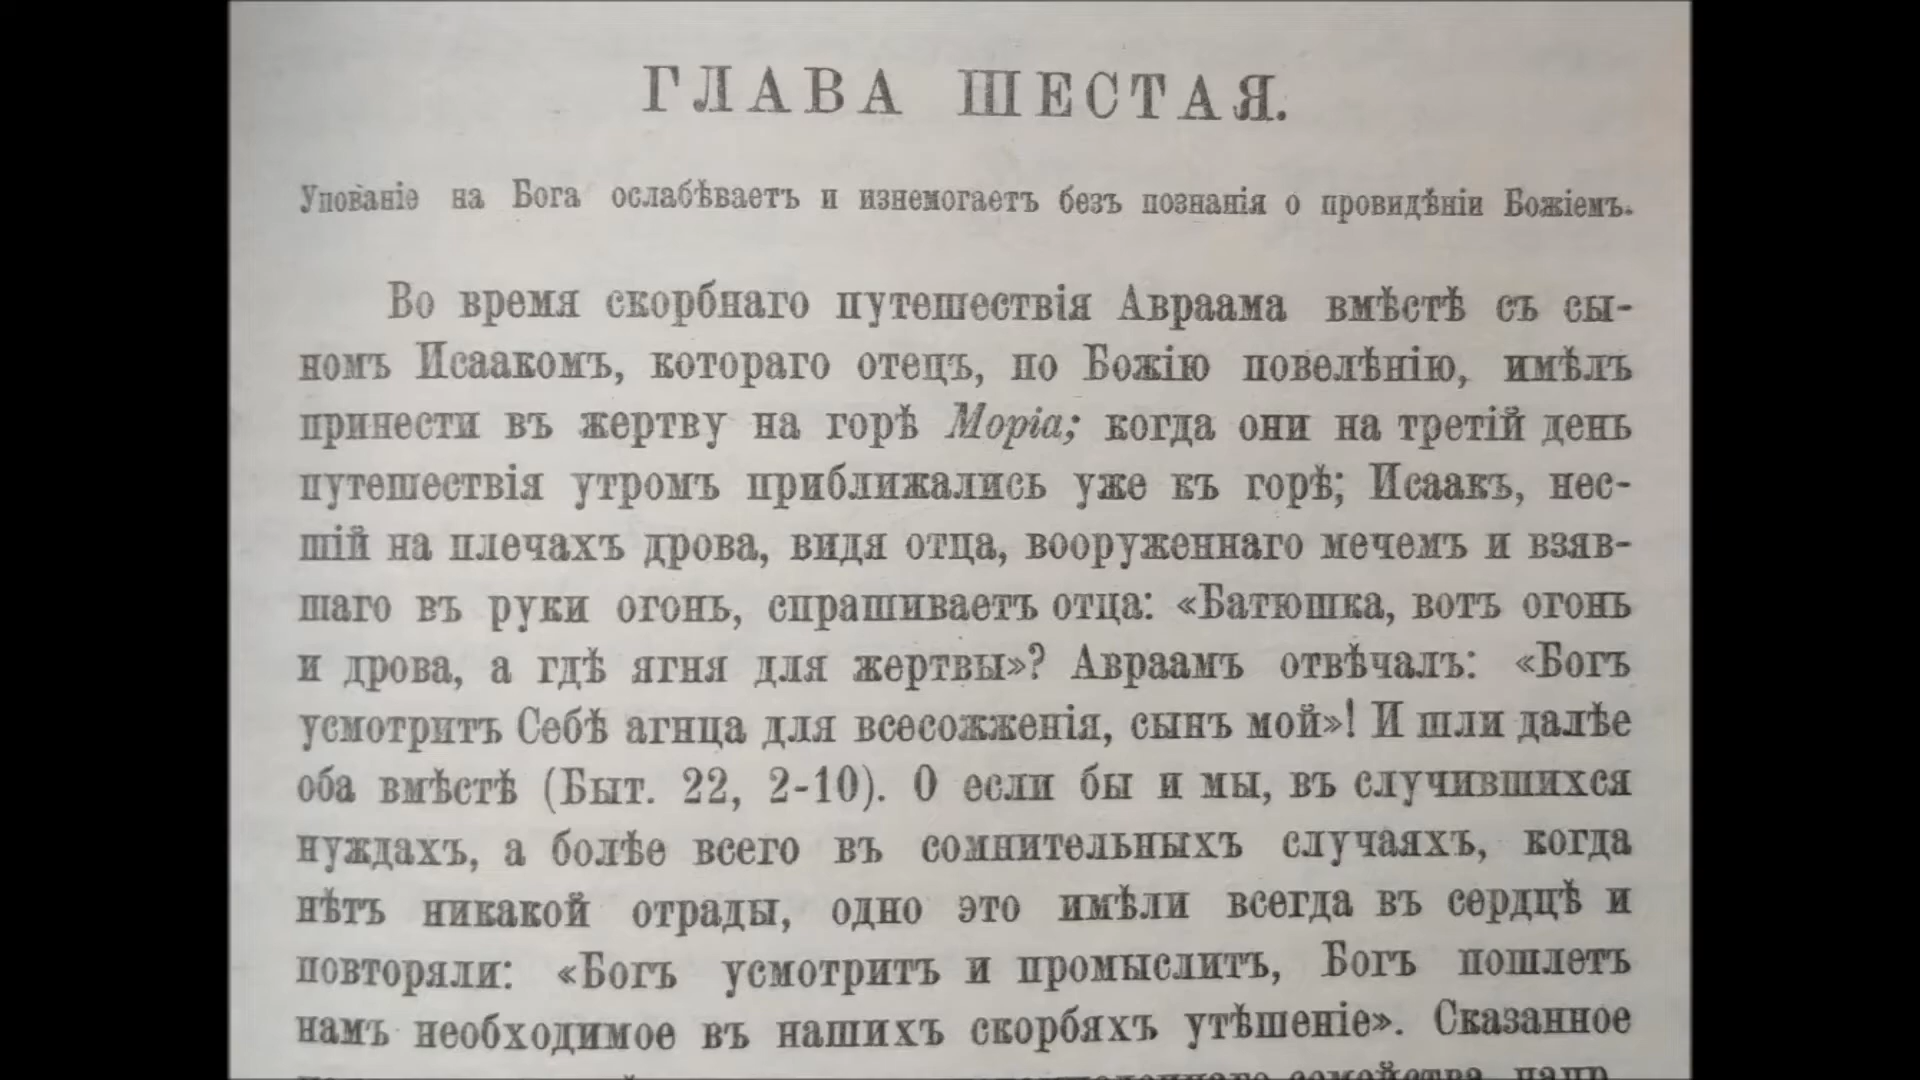 ГЛАВА ШЕСТАЯ.
Упованіе на Бога ослабѣваетъ и изнемогаетъ безъ познанія о провидѣніи Божіемъ.
Во время скорбнаго путешествія Авраама вмѣстѣ съ сы-
номъ Исаакомъ, котораго отецъ, по Божію повелѣнію, имѣлъ
принести въ жертву на горѣ Моріа; когда они на третій день
путешествія утромъ приближались уже къ горѣ; Исаакъ, нес-
шій на плечахъ дрова, видя отца, вооруженнаго мечемъ и взяв-
шаго въ руки огонь, спрашиваетъ отца: «Батюшка, вотъ огонь
и дрова, а гдѣ ягня для жертвы»? Авраамъ отвѣчалъ: «Богъ
усмотритъ Себѣ агнца для всесожженія, сынъ мой»! И шли далѣе
оба вмѣстѣ (Быт. 22, 2-10). О если бы и мы, въ случившихся
нуждахъ, а болѣе всего въ сомнительныхъ случаяхъ, когда
нѣтъ никакой отрады, одно это имѣли всегда въ сердцѣ и
повторяли: «Богъ усмотритъ и промыслитъ, Богъ пошлетъ
намъ необходимое въ нашихъ скорбяхъ утѣшеніе». Сказанное
семейства, напр.